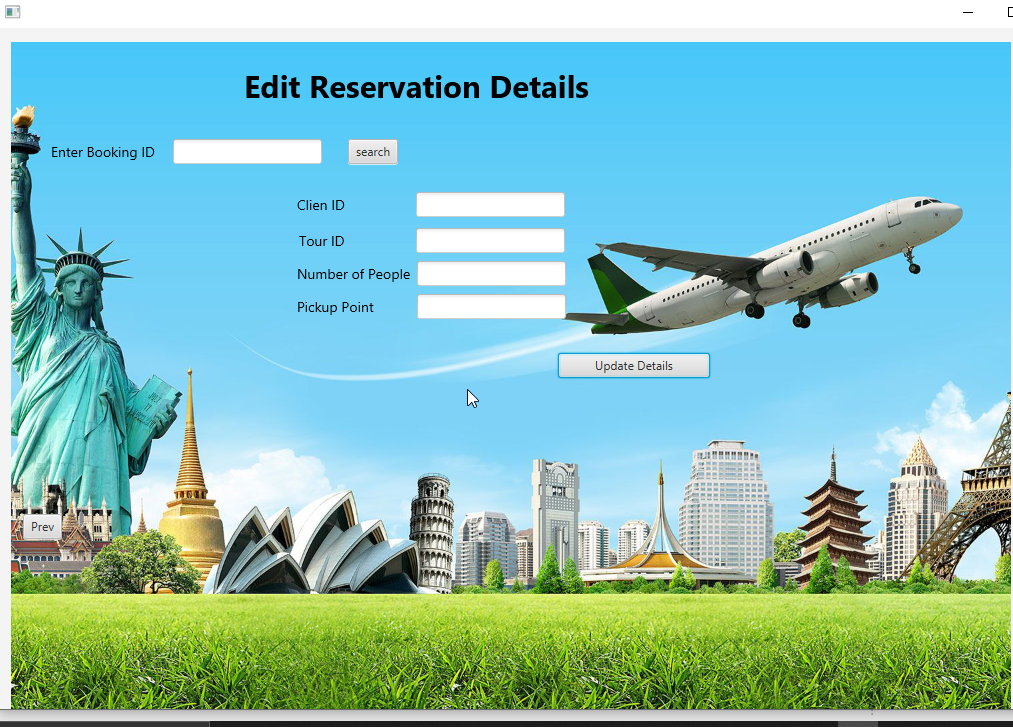 Edit Reservation Details
Enter Booking ID
search
Clien ID
Tour ID
Number of People
Pickup Point
Update Details
Prev